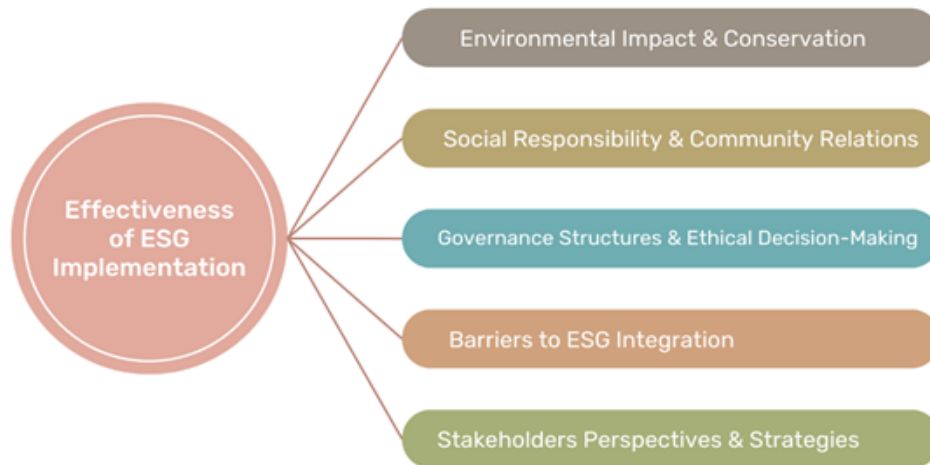 Effectiveness
of ESG
Implementation
Environmental Impact & Conservation
Social Responsibility & Community Relations
Governance Structures & Ethical Decision-Making
Barriers to ESG Integration
Stakeholders Perspectives & Strategies